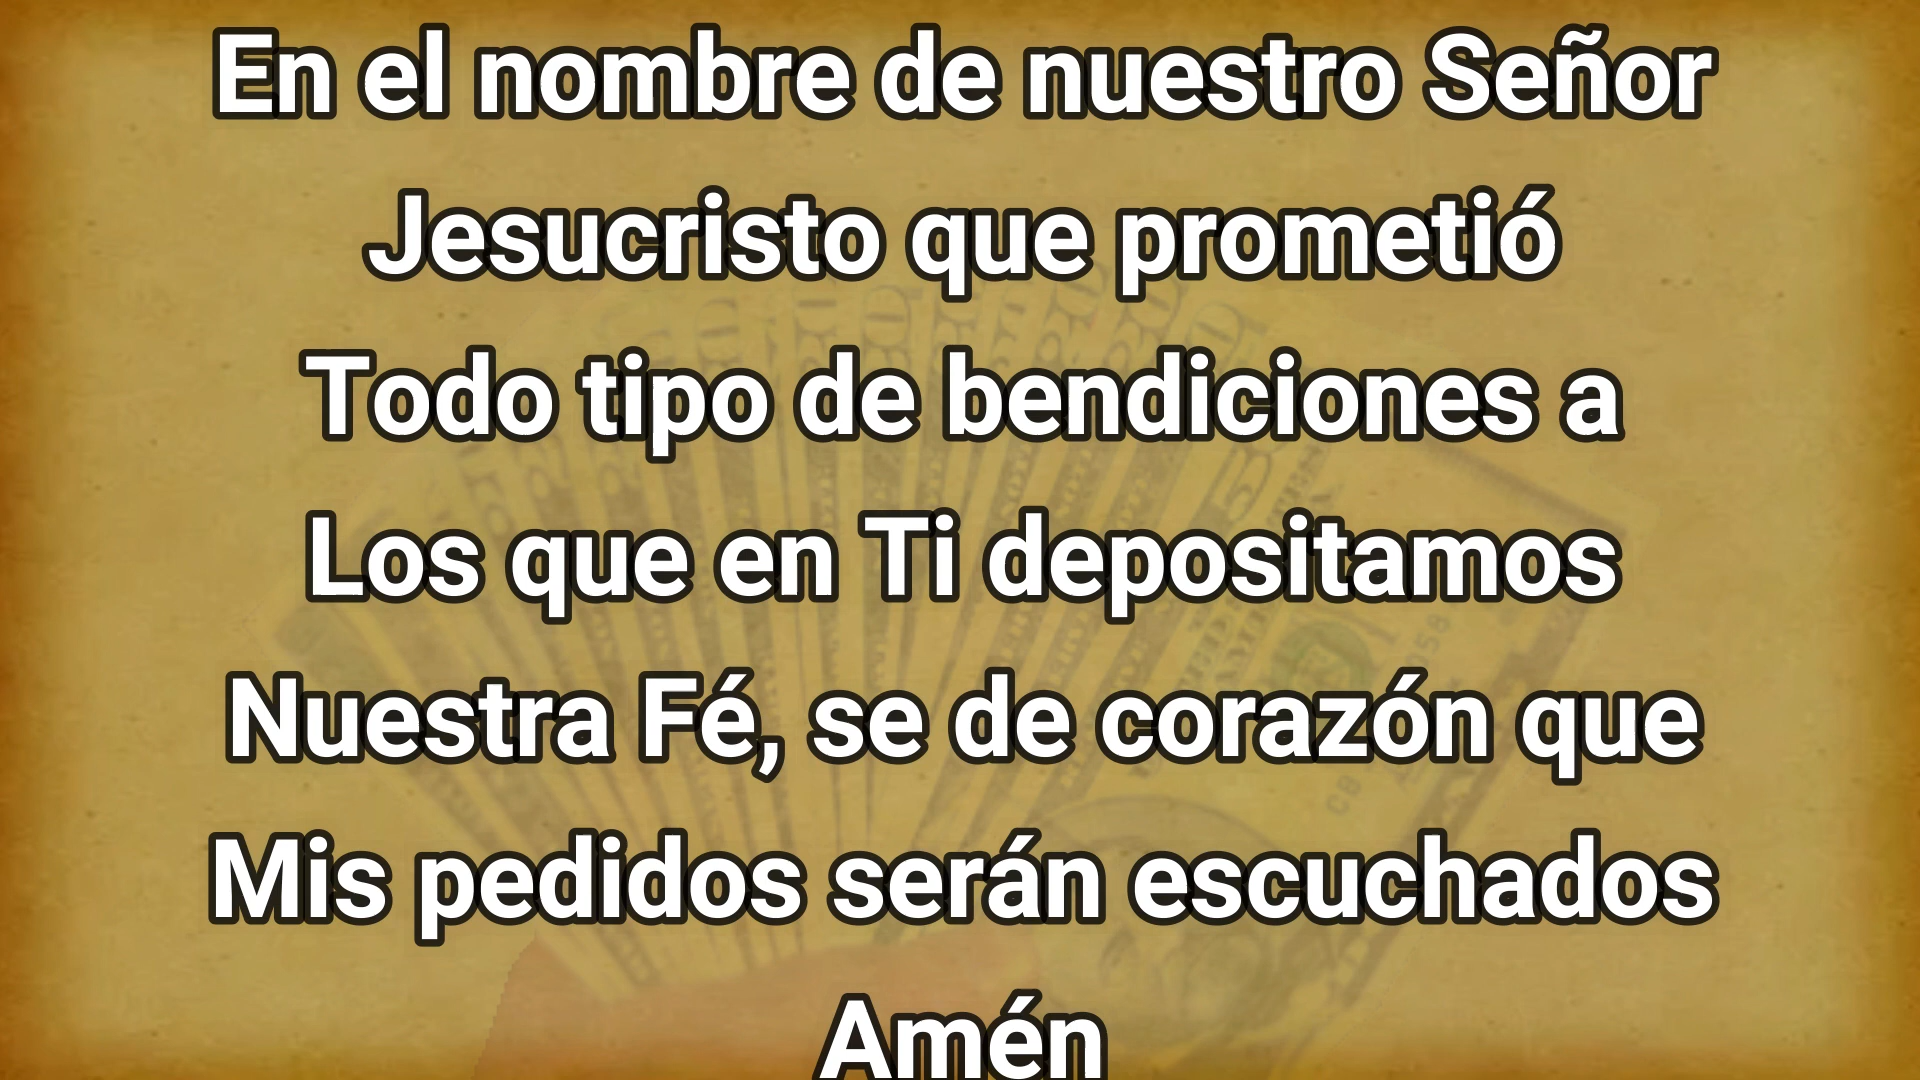 En el nombre de nuestro Señor
Jesucristo que prometió
Todo tipo de bendiciones a
Los que en Ti depositamos
Nuestra Fé, se de corazón que
Mis pedidos serán escuchados
Amén